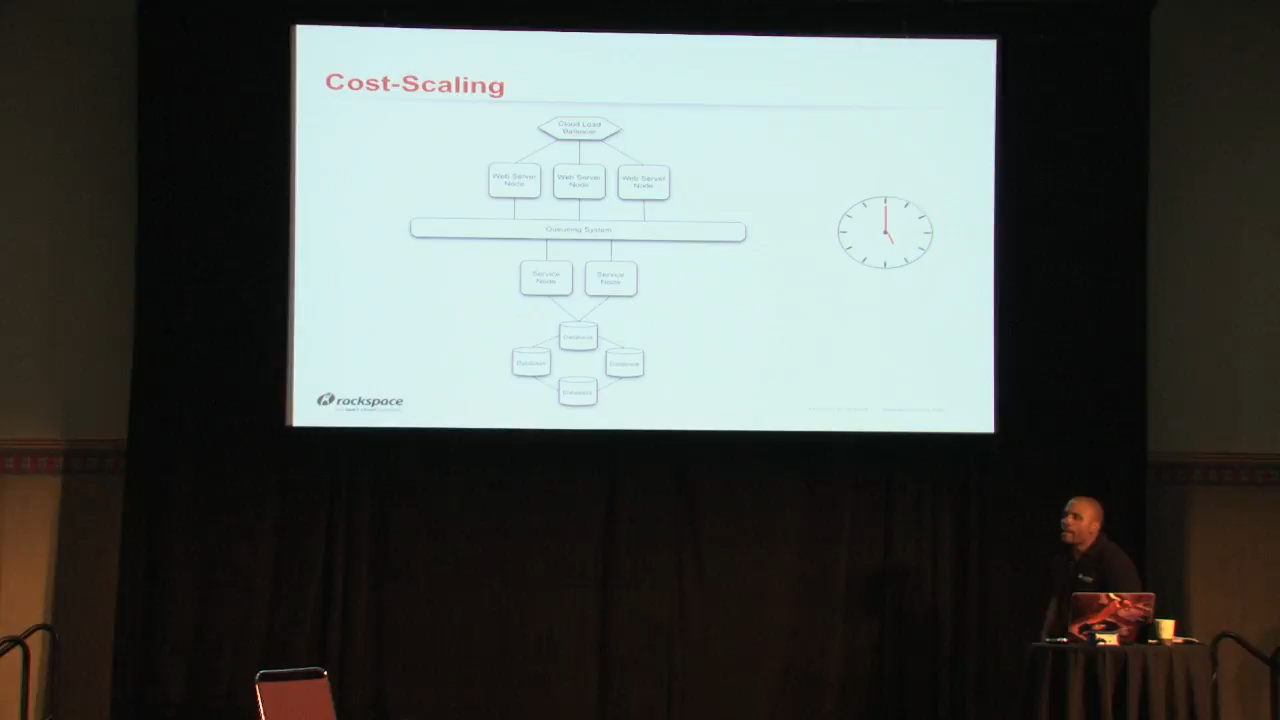 Cost-Scaling
Cloud Load
Balancer
Web Server
Node
Web Server
Node
Web Server
Node
Queuing System
Service
Node
Service
Node
Database
Database
Database
Database
rackspace